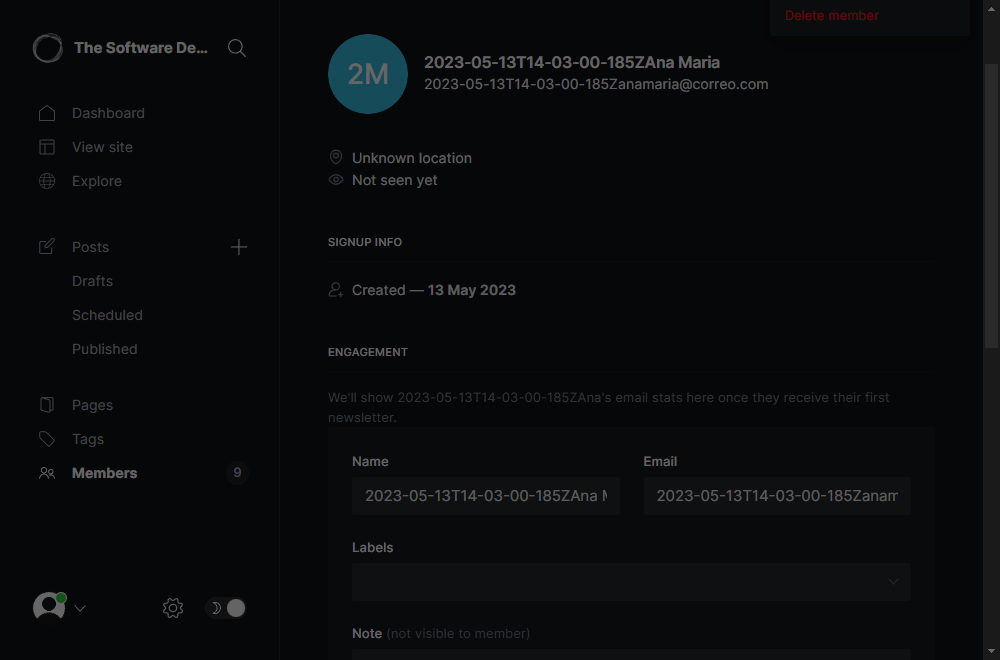 The Software De...
Dashboard
View site
Explore
Posts
Drafts
Scheduled
Published
Pages
Tags
Members
9
Delete member
2M
2023-05-13T14-03-00-185ZAna Maria
2023-05-13T14-03-00-185Zanamaria@correo.com
Unknown location
Not seen yet
SIGNUP INFO
Created — 13 May 2023
ENGAGEMENT
We'll show 2023-05-13T14-03-00-185ZAna's email stats here once they receive their first
newsletter.
Name
Email
2023-05-13T14-03-00-185ZAna
2023-05-13T14-03-00-185Zanam
Labels
Note (not visible to member)